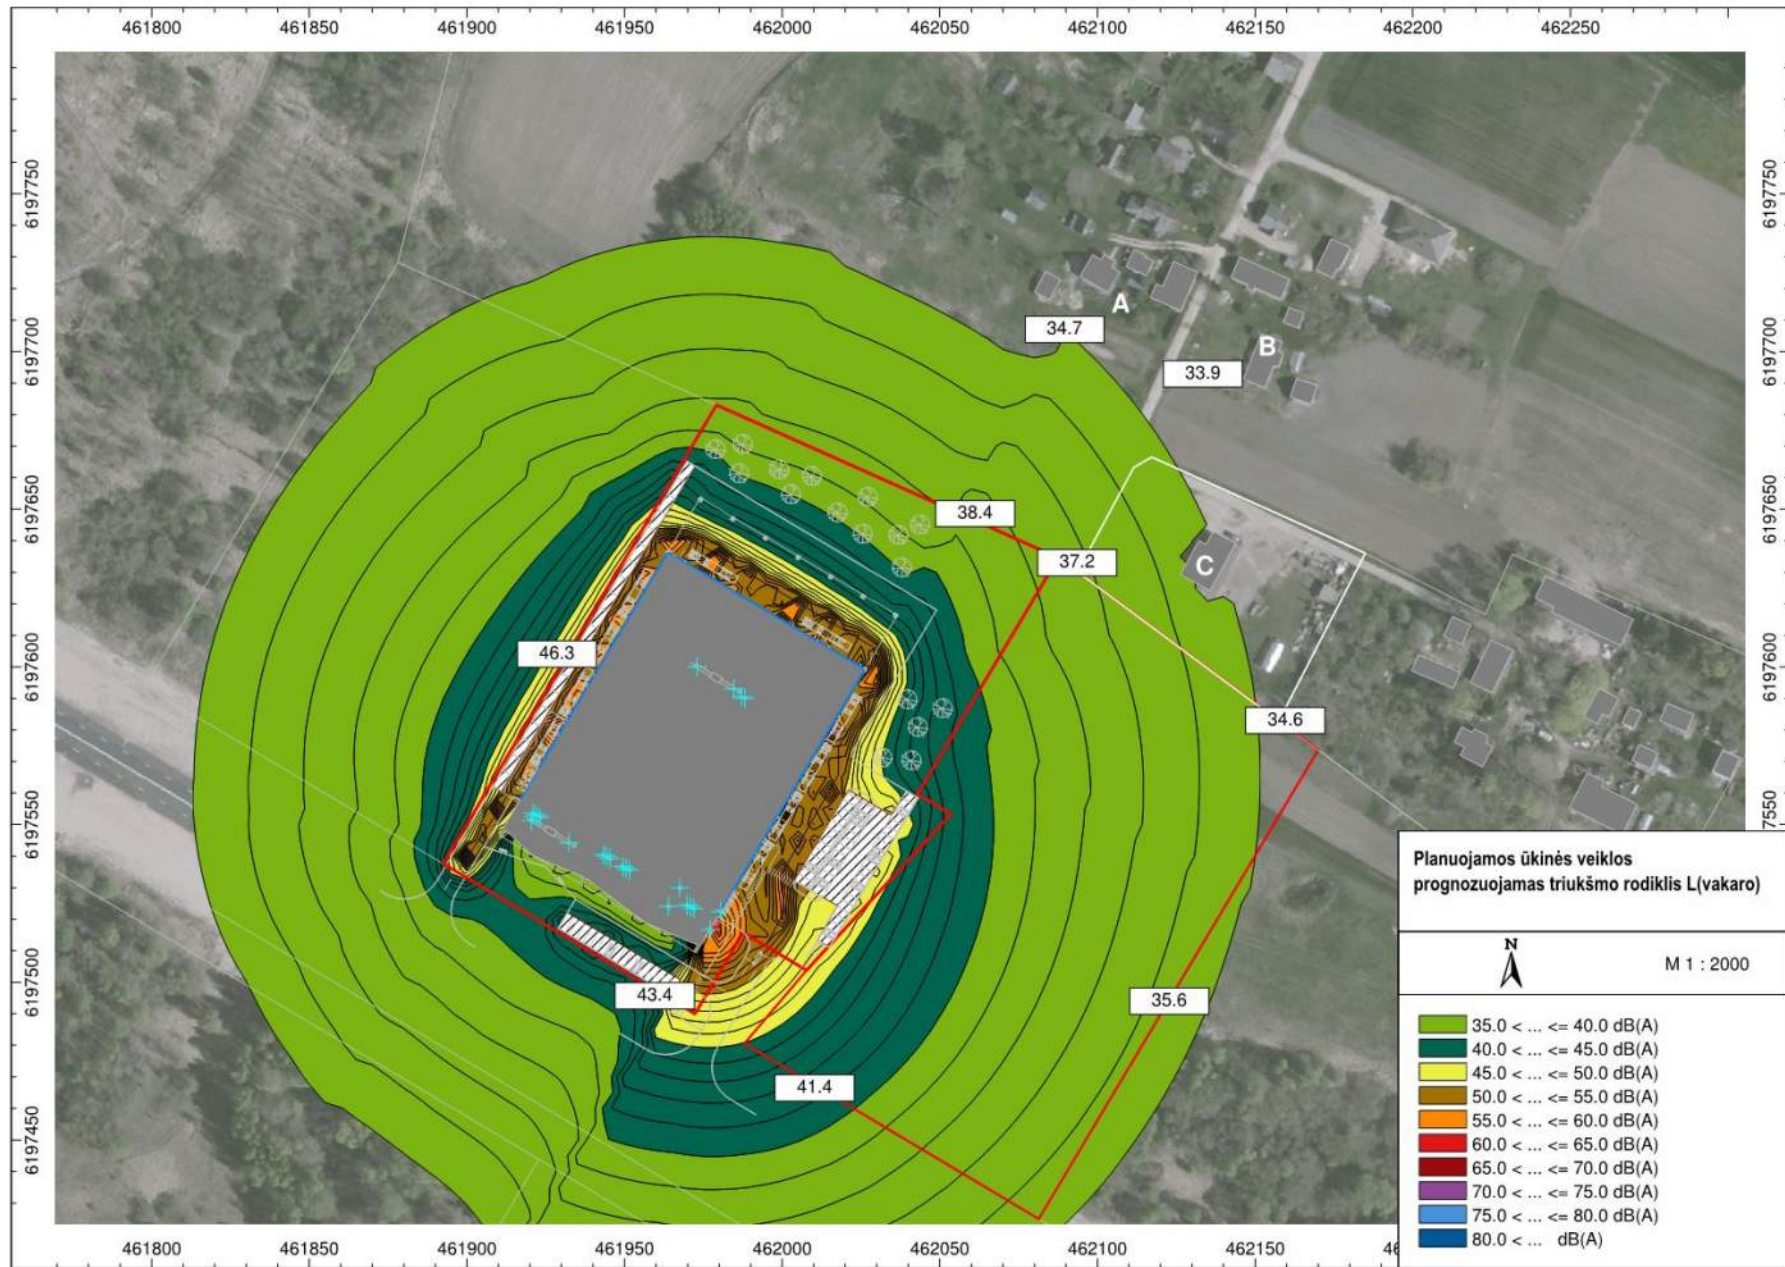 461800 461850 461900 461950 462000 462050 462100 462150 462200 462250
6197750 6197750
6197700 6197700
6197650 6197650
6197600 6197600
6197550
6197500
6197450
A
34.7
B
33.9
38.4
37.2
C
46.3
34.6
43.4
35.6
41.4
Planuojamos ūkinės veiklos
prognozuojamas triukšmo rodiklis L(vakaro)
N
M 1 : 2000
35.0 < ... <= 40.0 dB(A)
40.0 < ... <= 45.0 dB(A)
45.0 < ... <= 50.0 dB(A)
50.0 < ... <= 55.0 dB(A)
55.0 < ... <= 60.0 dB(A)
60.0 < ... <= 65.0 dB(A)
65.0 < ... <= 70.0 dB(A)
70.0 < ... <= 75.0 dB(A)
75.0 < ... <= 80.0 dB(A)
80.0 < ... dB(A)
461800 461850 461900 461950 462000 462050 462100 462150